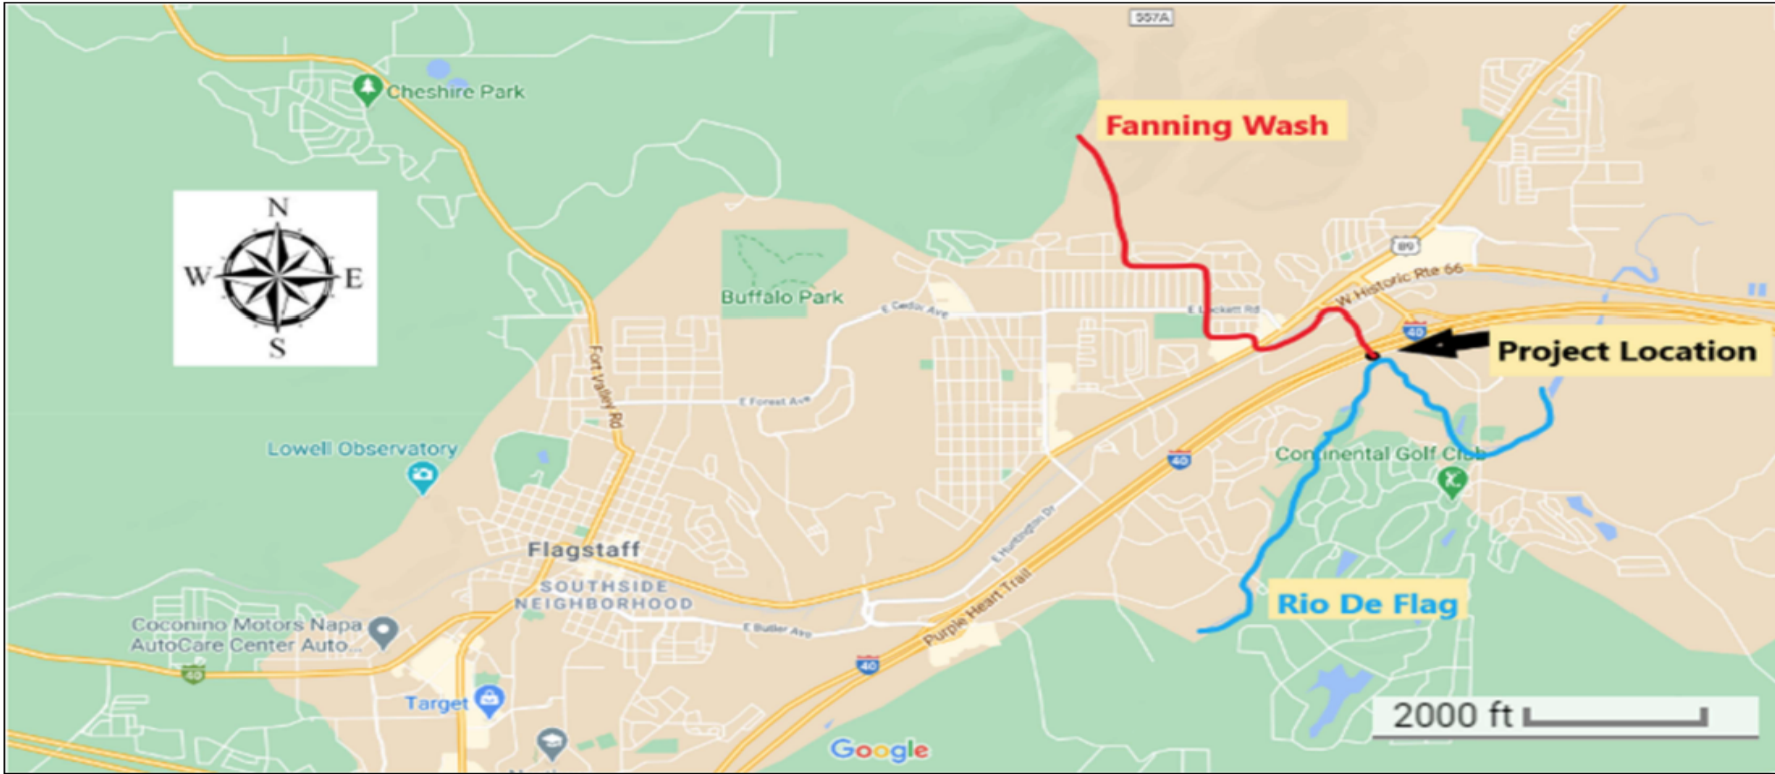 557A
Cheshire Park
Fanning Wash
N
W
E
S
89
W Historic Rte 66
Buffalo Park
E Cedar Ave
E Lockett Rd
40
Project Location
Fort Valley Rd
E Forest Ave
Lowell Observatory
40
Continental Golf Club
E Huntington Dr
Flagstaff
SOUTHSIDE
NEIGHBORHOOD
Purple Heart Trail
Rio De Flag
Coconino Motors Napa
AutoCare Center Auto...
E Butler Ave
40
40
Target
2000 ft
Google